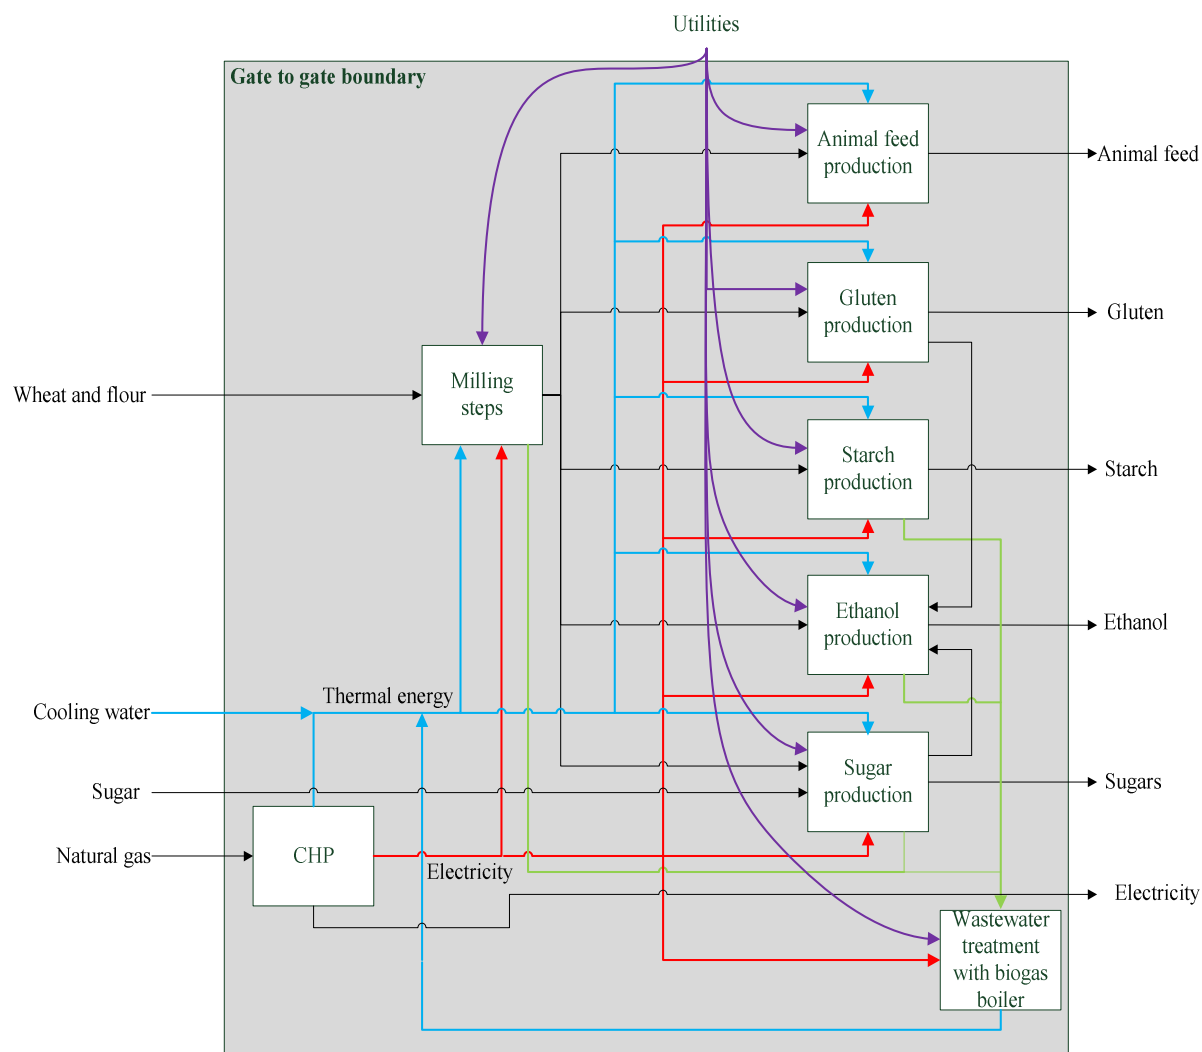 Utilities
Gate to gate boundary
Animal feed
production
Animal feed
Gluten
production
Gluten
Milling
steps
Wheat and flour
Starch
production
Starch
Ethanol
production
Ethanol
Thermal energy
Cooling water
Sugar
production
Sugars
Sugar
Natural gas
CHP
Electricity
Electricity
Wastewater
treatment
with biogas
boiler